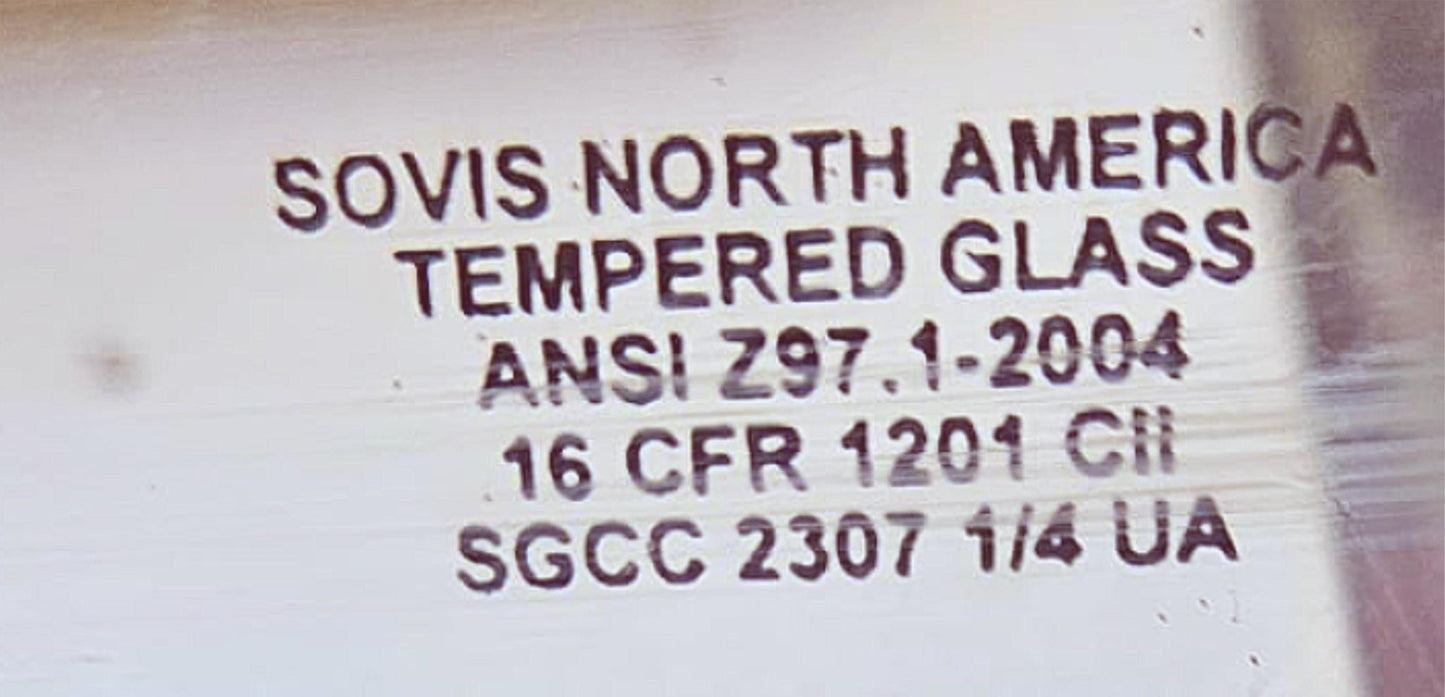 SOVIS NORTH AMERICA
TEMPERED GLASS
ANSI Z97.1-2004
16 CFR 1201 Cii
SGCC 2307 1/4 UA